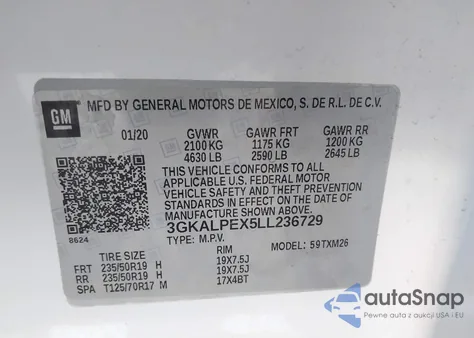 GM
MFD BY GENERAL MOTORS DE MEXICO, S. DE R.L. DE C.V.
01/20 GVWR GAWR FRT GAWR RR
2100 KG 1175 KG 1200 KG
4630 LB 2590 LB 2645 LB
THIS VEHICLE CONFORMS TO ALL
APPLICABLE U.S. FEDERAL MOTOR
VEHICLE SAFETY AND THEFT PREVENTION
STANDARDS IN EFFECT ON THE DATE OF
MANUFACTURE SHOWN ABOVE.
3GKALPEX5LL236729
8624
TYPE: M.P.V. MODEL: 59TXM26
TIRE SIZE RIM
FRT 235/50R19 H 19X7.5J
RR 235/50R19 H 19X7.5J
SPA T125/70R17 M 17X4BT
autoSnap
Pewne auta z aukcji USA i EU